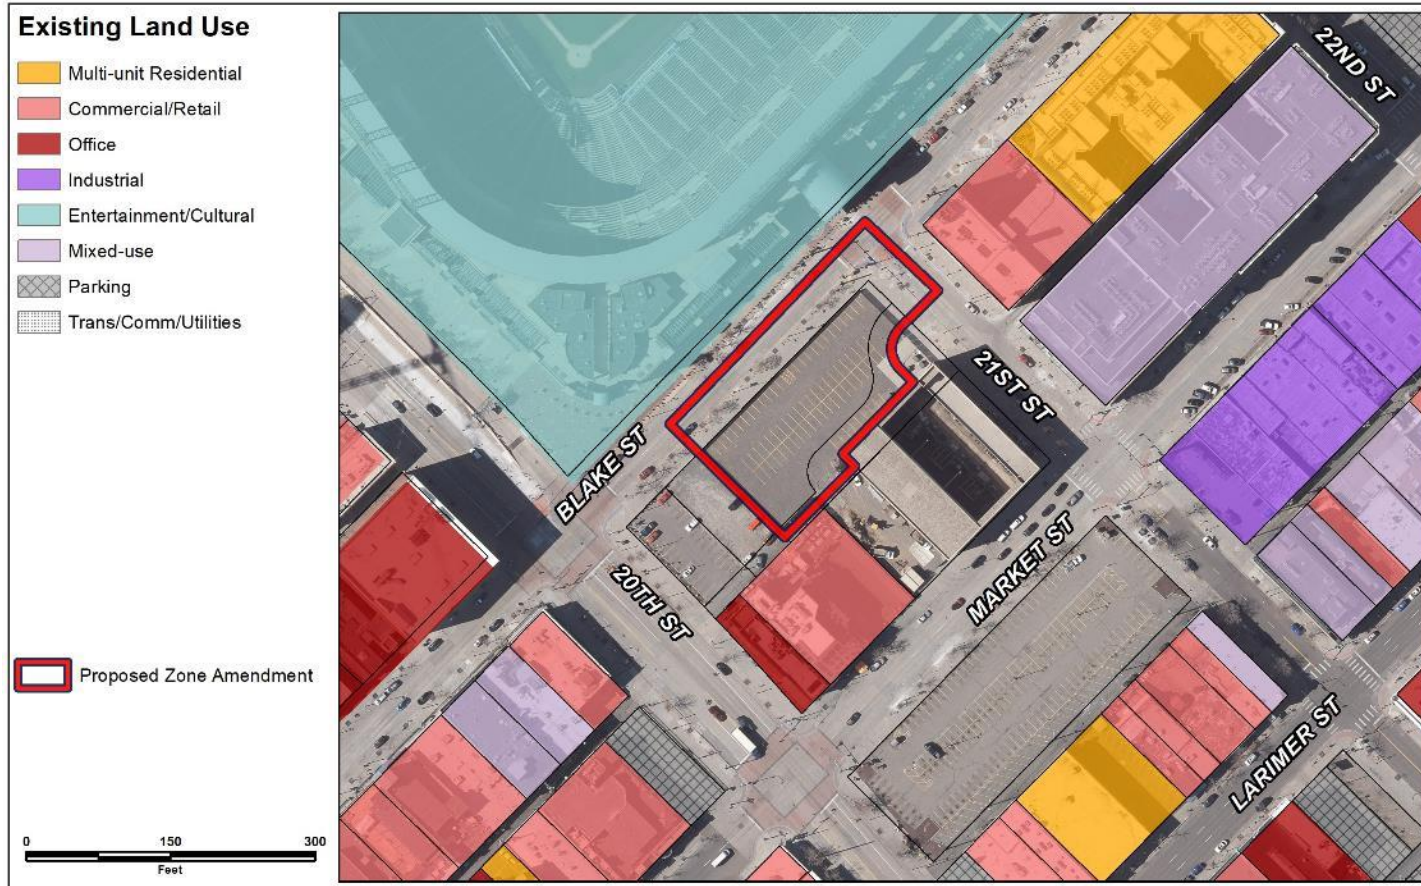 Existing Land Use
Multi-unit Residential
Commercial/Retail
Office
Industrial
Entertainment/Cultural
Mixed-use
Parking
Trans/Comm/Utilities
Proposed Zone Amendment
0 150 300
Feet
22ND ST
21ST ST
BLAKE ST
20TH ST
MARKET ST
LARIMER ST